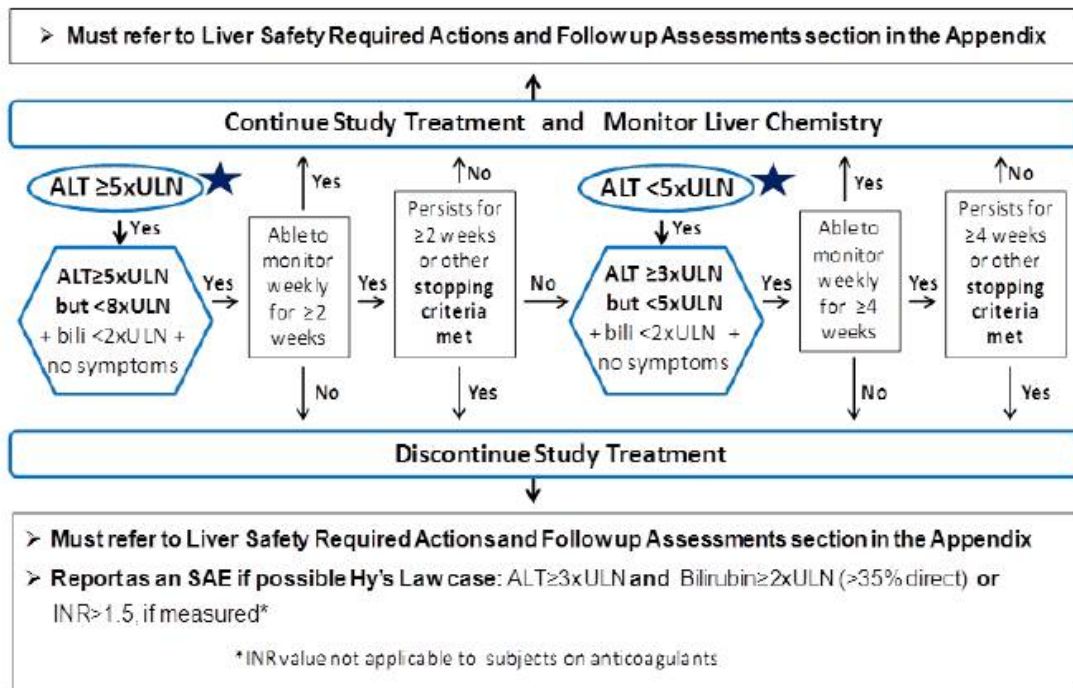 ➢ Must refer to Liver Safety Required Actions and Follow up Assessments section in the Appendix
Continue Study Treatment and Monitor Liver Chemistry
ALT ≥5xULN
Yes
ALT≥5xULN
but <8xULN
+ bili <2xULN +
no symptoms
Yes
Yes
Able to
monitor
weekly
for ≥2
weeks
No
Yes
No
Persists for
≥2 weeks
or other
stopping
criteria
met
Yes
No
ALT <5xULN
Yes
ALT ≥3xULN
but <5xULN
+ bili <2xULN +
no symptoms
Yes
Yes
Able to
monitor
weekly
for ≥4
weeks
No
Yes
No
Persists for
≥4 weeks
or other
stopping
criteria
met
Yes
Discontinue Study Treatment
➢ Must refer to Liver Safety Required Actions and Follow up Assessments section in the Appendix
➢ Report as an SAE if possible Hy's Law case: ALT≥3xULN and Bilirubin≥2xULN (>35% direct) or
INR>1.5, if measured*
*INR value not applicable to subjects on anticoagulants